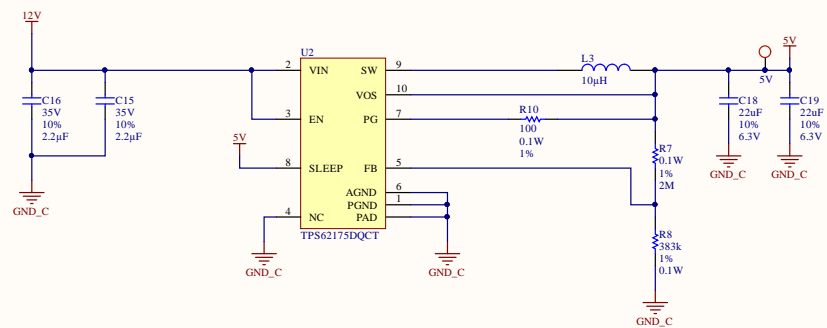 12V
C16
35V
10%
2.2µF
C15
35V
10%
2.2µF
GND_C
5V
GND_C
U2
2
VIN
3
EN
8
SLEEP
4
NC
SW
9
VOS
10
PG
7
FB
5
AGND
6
PGND
1
PAD
TPS62175DQCT
GND_C
L3
10µH
R10
100
0.1W
1%
R7
0.1W
1%
2M
R8
383k
1%
0.1W
GND_C
5V
5V
C18
22uF
10%
6.3V
GND_C
C19
22uF
10%
6.3V
GND_C